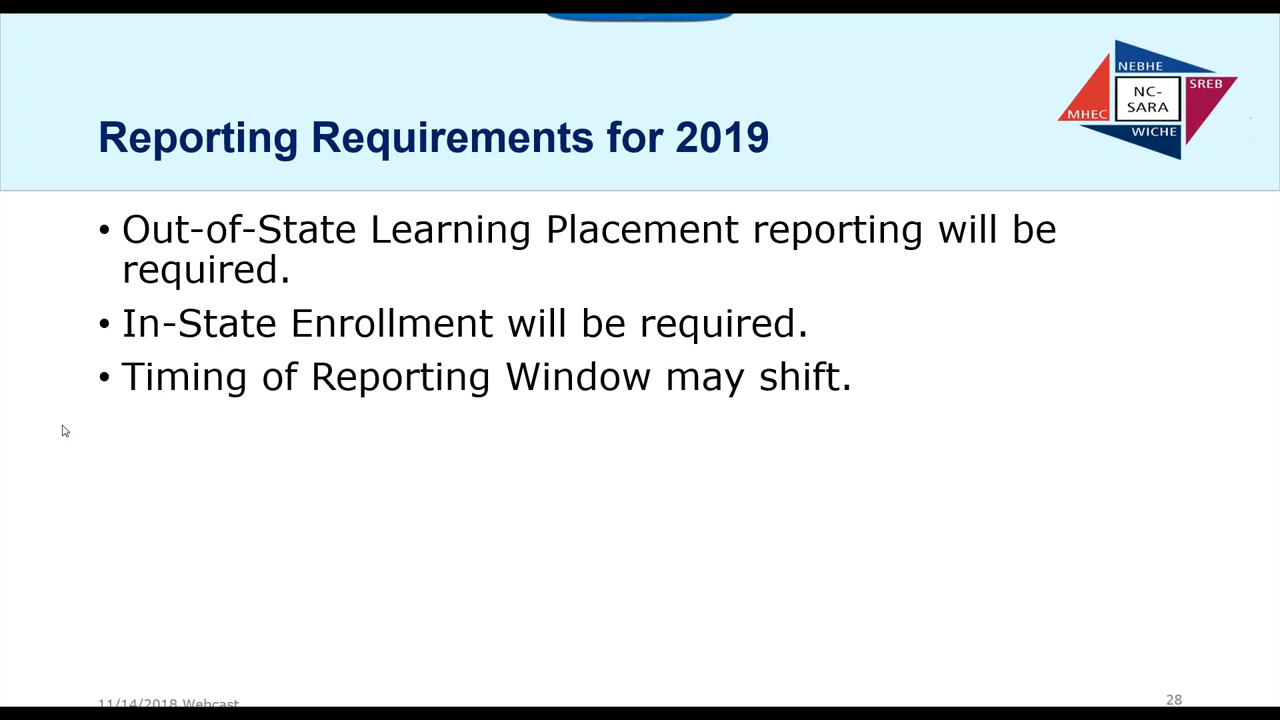 NEBHE
SREB
NC-
SARA
MHEC
WICHE
Reporting Requirements for 2019
• Out-of-State Learning Placement reporting will be
required.
• In-State Enrollment will be required.
• Timing of Reporting Window may shift.
11/14/2018 Webcast
28